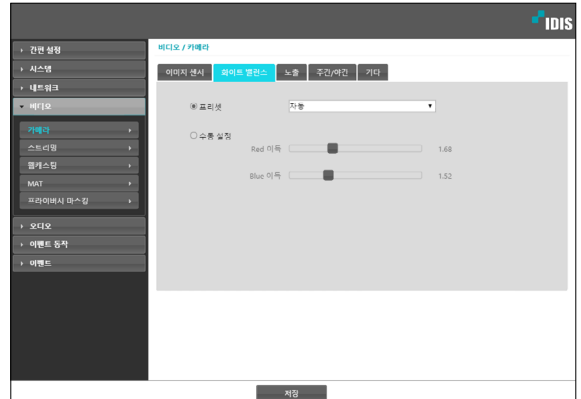 IDIS
간편 설정
시스템
네트워크
비디오
카메라
스트리밍
웹캐스팅
MAT
프라이버시 마스킹
오디오
이벤트 동작
이벤트
비디오 / 카메라
이미지 센서 화이트 밸런스 노출 주간/야간 기타
프리셋 자동
수동 설정
Red 이득 1.68
Blue 이득 1.52
저장